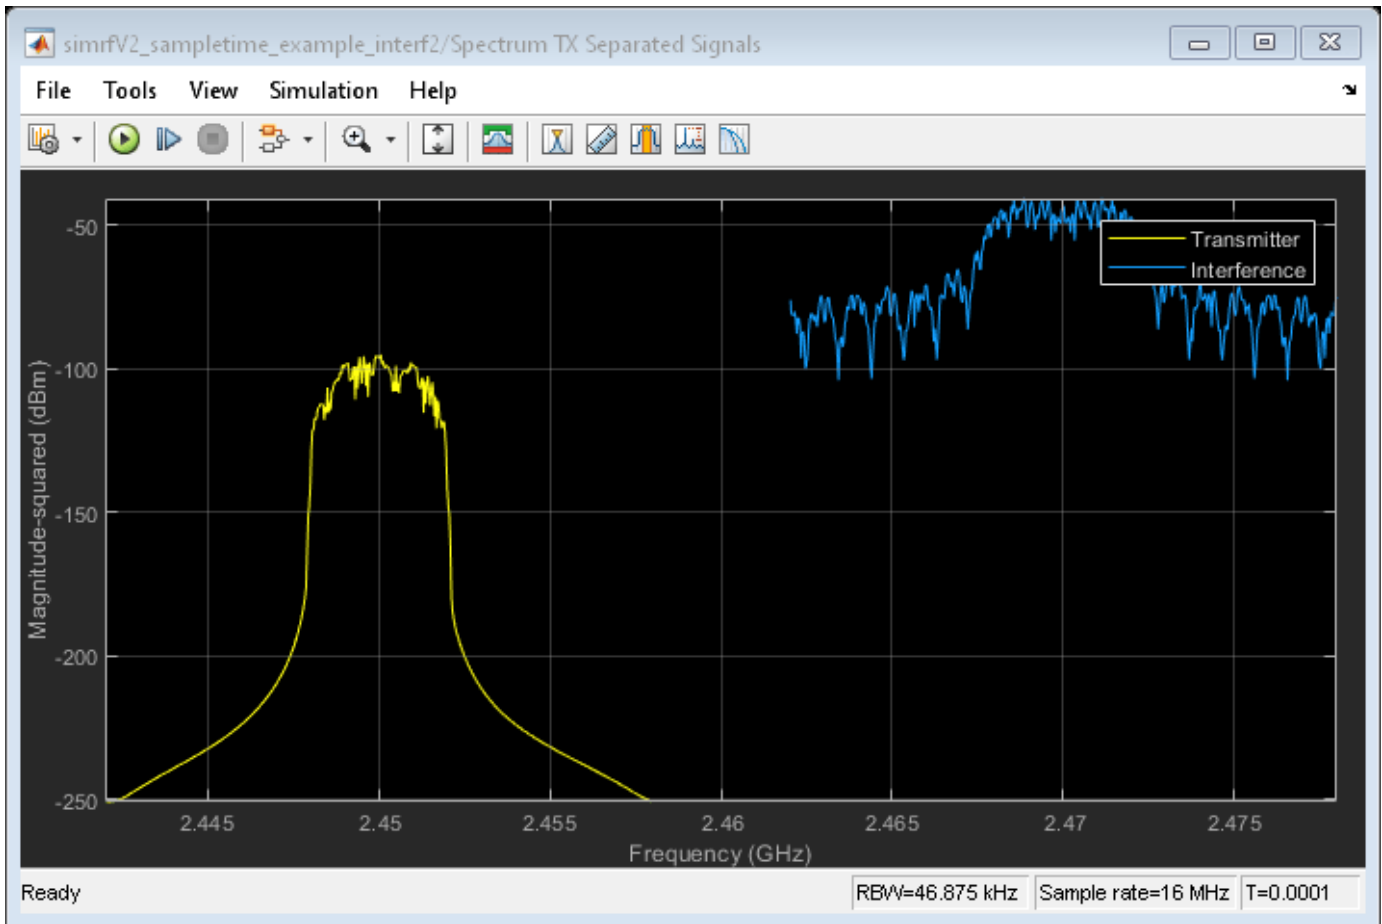 simrfV2_sampletime_example_interf2/Spectrum TX Separated Signals
File Tools View Simulation Help
-50
-100
-150
-200
-250
Magnitude-squared (dBm)
Transmitter
Interference
2.445 2.45 2.455 2.46 2.465 2.47 2.475
Frequency (GHz)
Ready RBW=46.875 kHz Sample rate=16 MHz T=0.0001